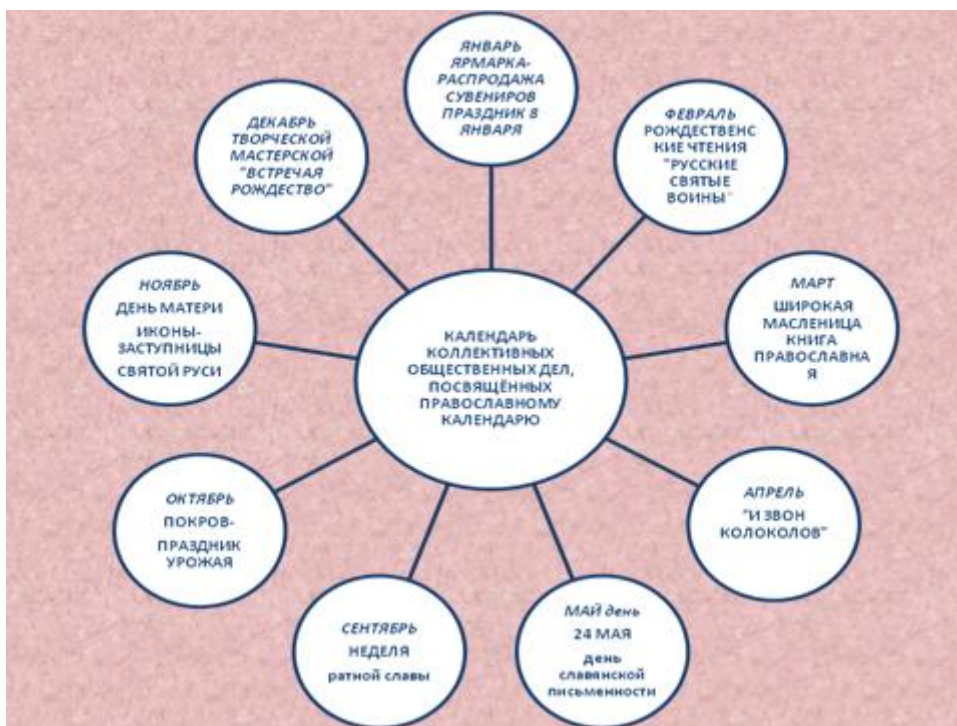 ЯНВАРЬ
ЯРМАРКА-
РАСПРОДАЖА
СУВЕНИРОВ
ПРАЗДНИК 8
ЯНВАРЯ
ФЕВРАЛЬ
РОЖДЕСТВЕНС
КИЕ ЧТЕНИЯ
"РУССКИЕ
СВЯТЫЕ
ВОИНЫ"
МАРТ
ШИРОКАЯ
МАСЛЕНИЦА
КНИГА
ПРАВОСЛАВНА
Я
АПРЕЛЬ
"И ЗВОН
КОЛОКОЛОВ"
МАЙ день
24 МАЯ
день
славянской
письменности
СЕНТЯБРЬ
НЕДЕЛЯ
ратной славы
ОКТЯБРЬ
ПОКРОВ-
ПРАЗДНИК
УРОЖАЯ
НОЯБРЬ
ДЕНЬ МАТЕРИ
ИКОНЫ-
ЗАСТУПНИЦЫ
СВЯТОЙ РУСИ
ДЕКАБРЬ
ТВОРЧЕСКОЙ
МАСТЕРСКОЙ
"ВСТРЕЧАЯ
РОЖДЕСТВО"
КАЛЕНДАРЬ
КОЛЛЕКТИВНЫХ
ОБЩЕСТВЕННЫХ ДЕЛ,
ПОСВЯЩЁННЫХ
ПРАВОСЛАВНОМУ
КАЛЕНДАРЮ